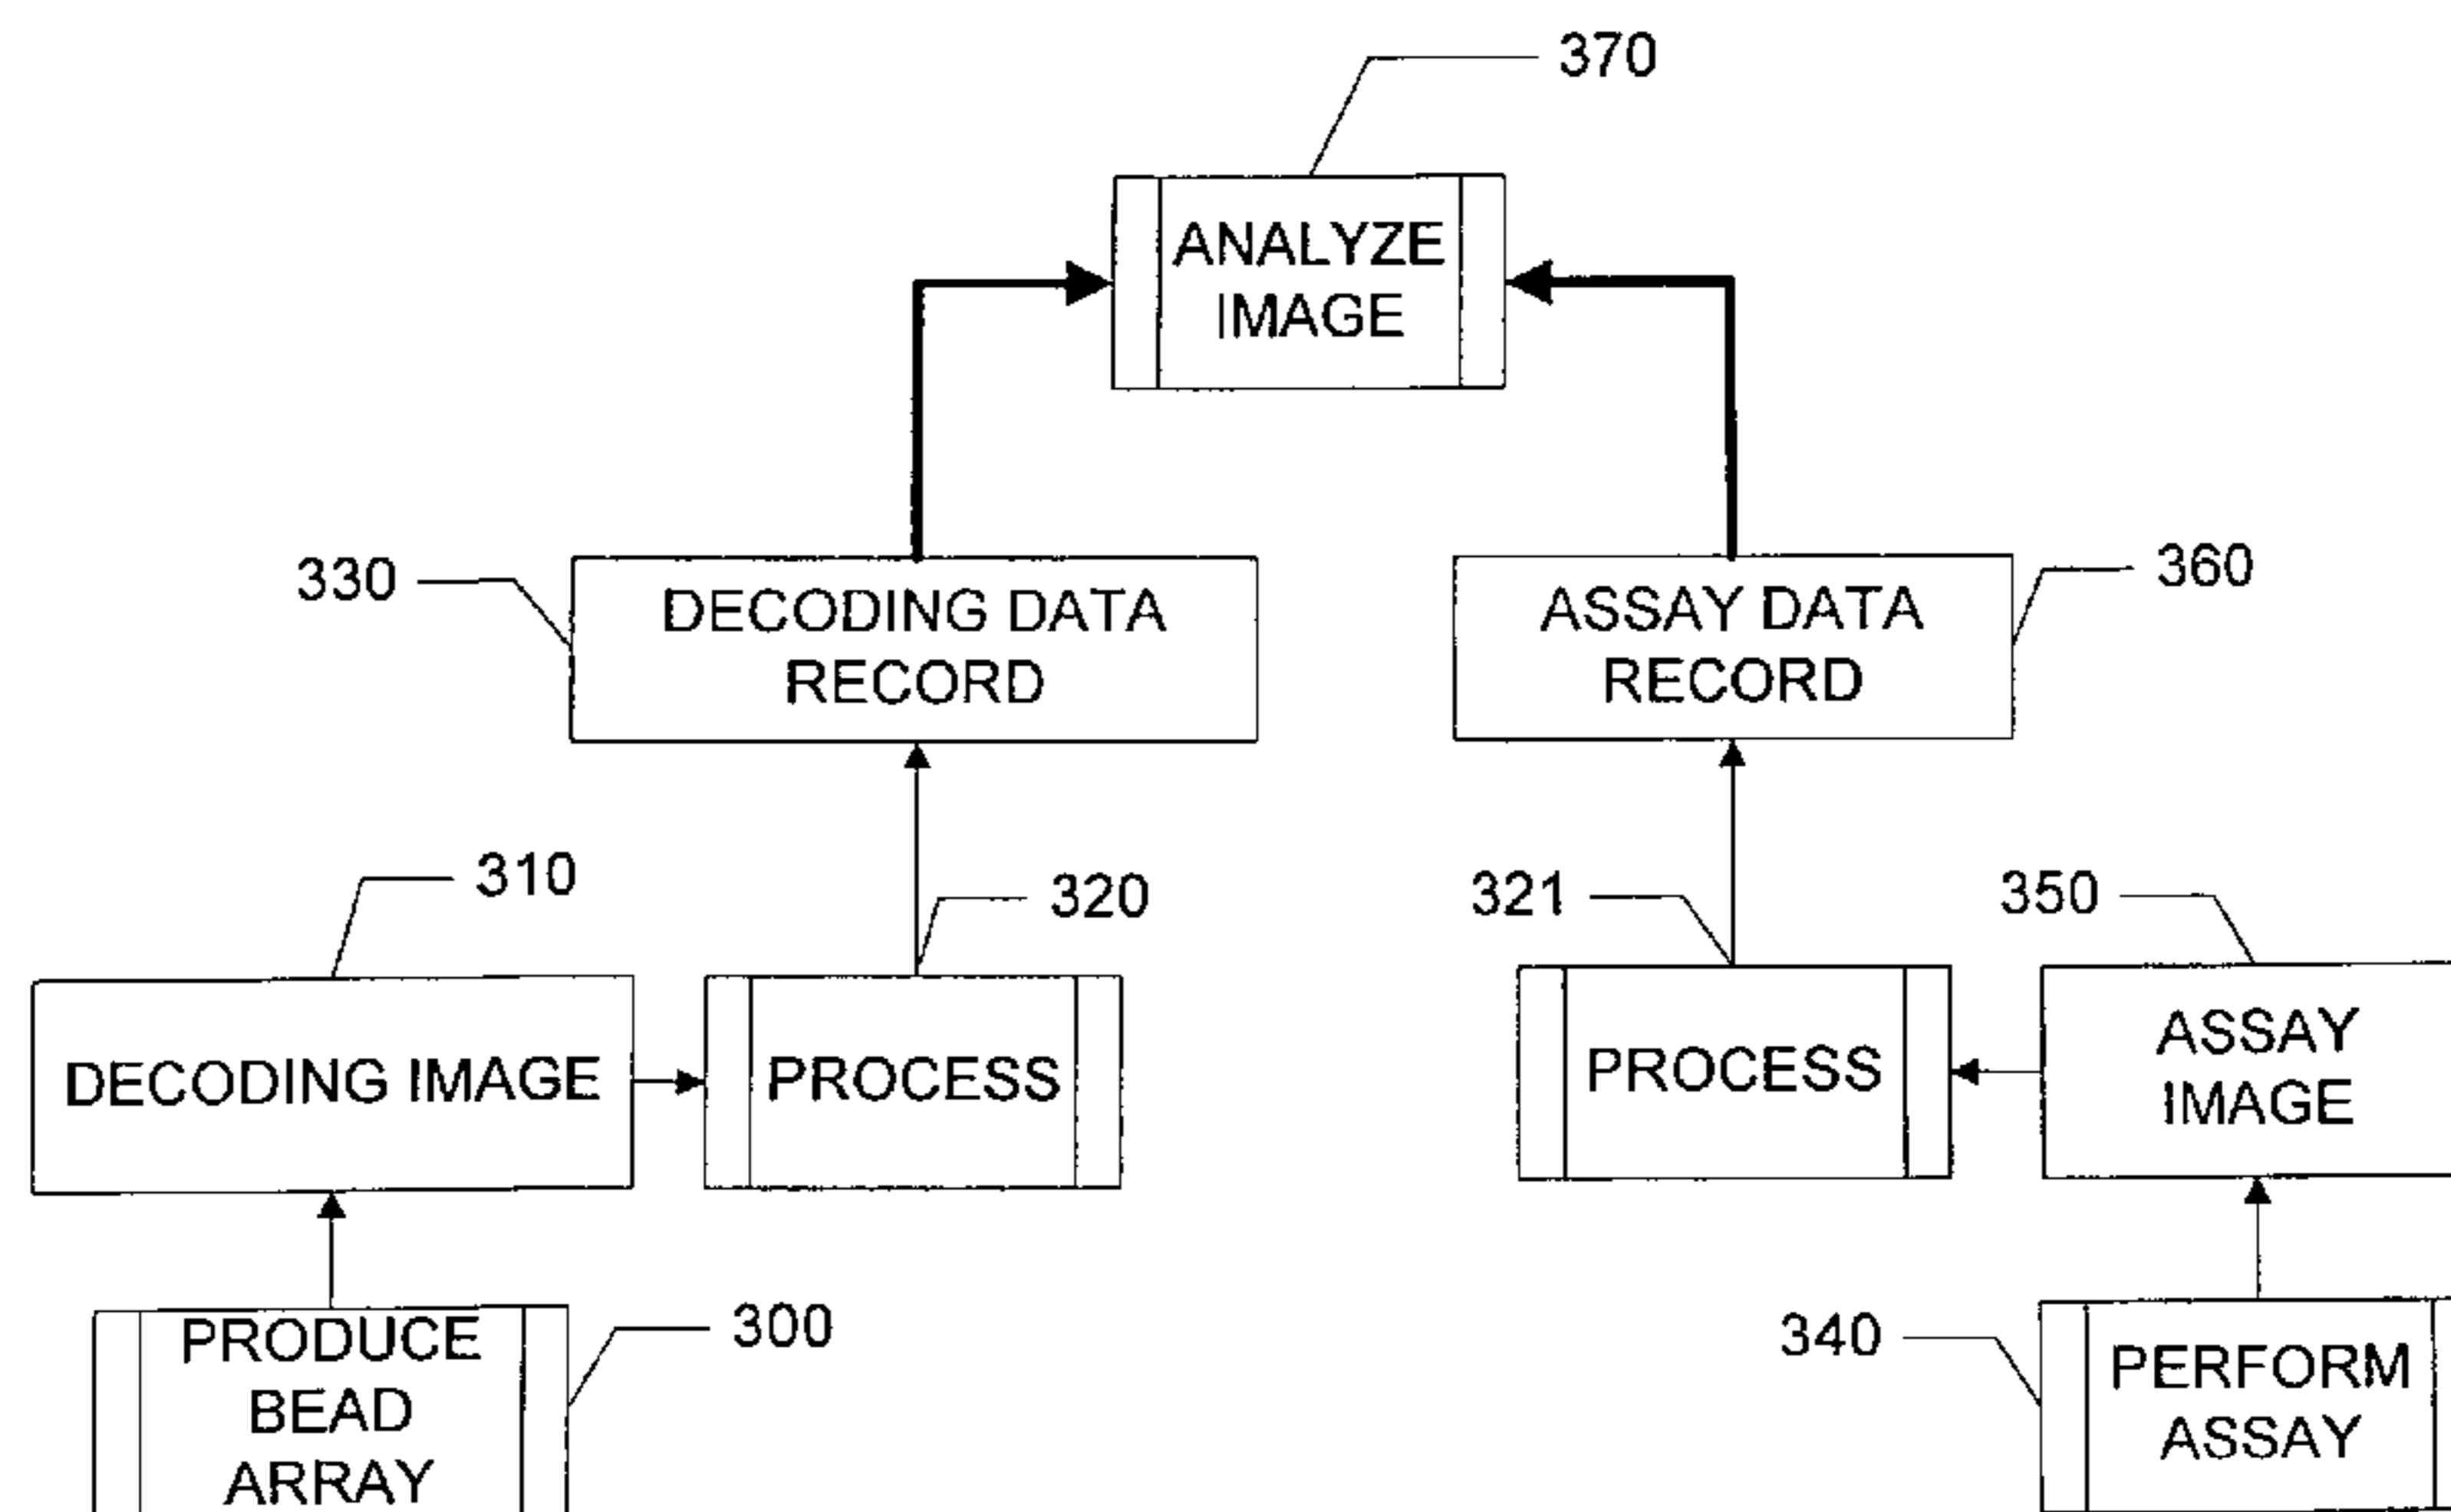 370
ANALYZE
IMAGE
330
DECODING DATA
RECORD
ASSAY DATA
RECORD
360
310
320
321
350
DECODING IMAGE
PROCESS
PROCESS
ASSAY
IMAGE
PRODUCE
BEAD
ARRAY
300
340
PERFORM
ASSAY